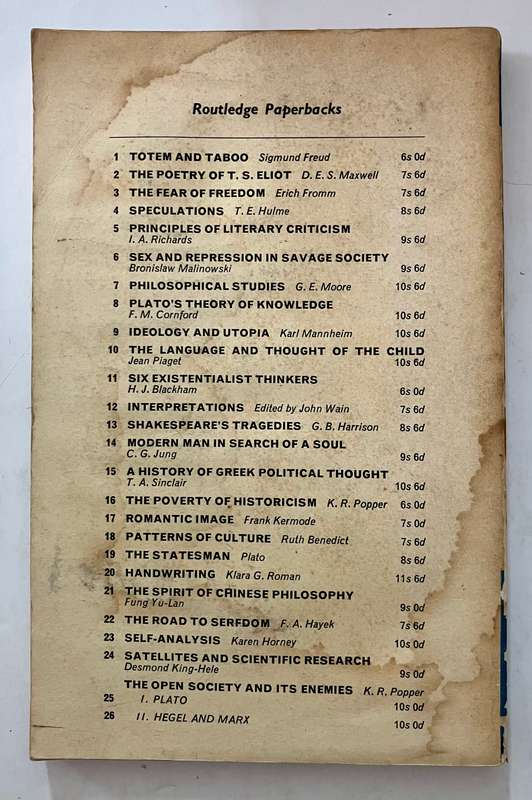 Routledge Paperbacks
1 TOTEM AND TABOO Sigmund Freud 6s 0d
2 THE POETRY OF T. S. ELIOT D. E. S. Maxwell 7s 6d
3 THE FEAR OF FREEDOM Erich Fromm 7s 6d
4 SPECULATIONS T. E. Hulme 8s 6d
5 PRINCIPLES OF LITERARY CRITICISM
I. A. Richards 9s 6d
6 SEX AND REPRESSION IN SAVAGE SOCIETY
Bronislaw Malinowski 9s 6d
7 PHILOSOPHICAL STUDIES G. E. Moore 10s 6d
8 PLATO'S THEORY OF KNOWLEDGE
F. M. Cornford 10s 6d
9 IDEOLOGY AND UTOPIA Karl Mannheim 10s 6d
10 THE LANGUAGE AND THOUGHT OF THE CHILD
Jean Piaget 10s 6d
11 SIX EXISTENTIALIST THINKERS
H. J. Blackham 6s 0d
12 INTERPRETATIONS Edited by John Wain 7s 6d
13 SHAKESPEARE'S TRAGEDIES G. B. Harrison 8s 6d
14 MODERN MAN IN SEARCH OF A SOUL
C. G. Jung 9s 6d
15 A HISTORY OF GREEK POLITICAL THOUGHT
T. A. Sinclair 10s 6d
16 THE POVERTY OF HISTORICISM K. R. Popper 6s 0d
17 ROMANTIC IMAGE Frank Kermode 7s 0d
18 PATTERNS OF CULTURE Ruth Benedict 7s 6d
19 THE STATESMAN Plato 8s 6d
20 HANDWRITING Klara G. Roman 11s 6d
21 THE SPIRIT OF CHINESE PHILOSOPHY
Fung Yu-Lan 9s 0d
22 THE ROAD TO SERFDOM F. A. Hayek 7s 6d
23 SELF-ANALYSIS Karen Horney 10s 0d
24 SATELLITES AND SCIENTIFIC RESEARCH
Desmond King-Hele 9s 0d
THE OPEN SOCIETY AND ITS ENEMIES K. R. Popper
25 I. PLATO 10s 0d
26 II. HEGEL AND MARX 10s 0d